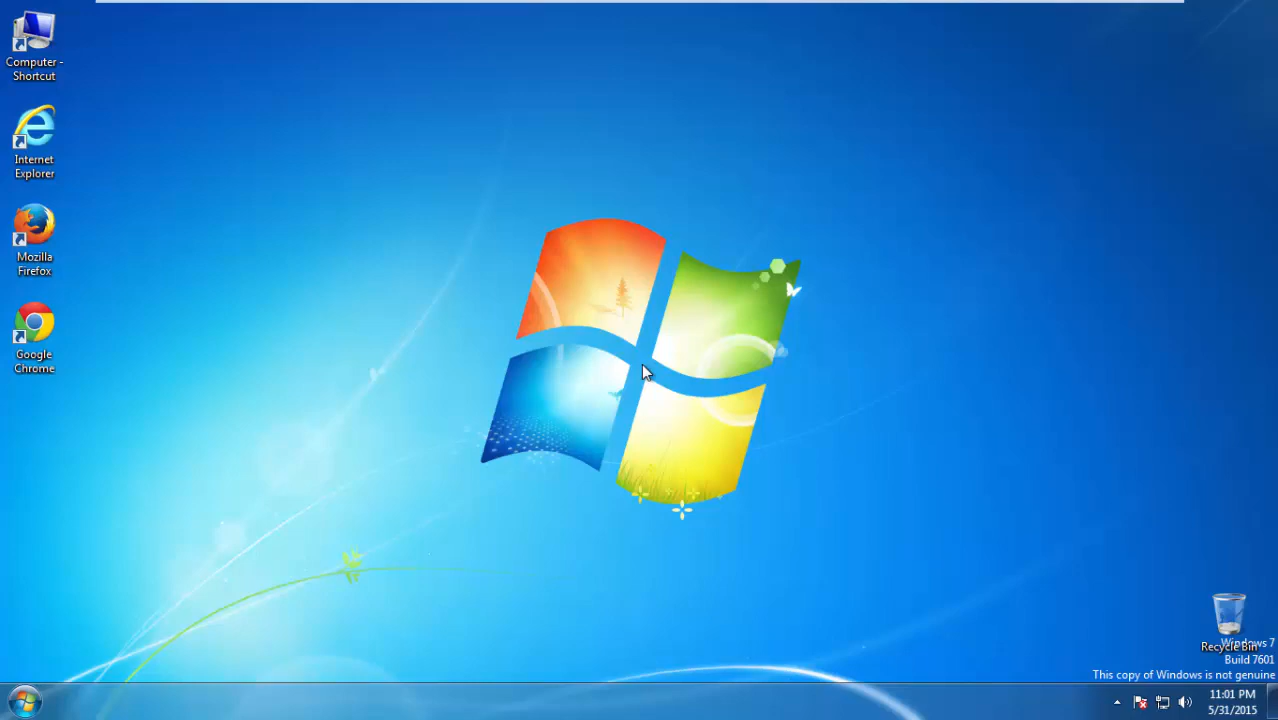 Computer -
Shortcut
Internet
Explorer
Mozilla
Firefox
Google
Chrome
Recycle Bin
Windows 7
Build 7601
This copy of Windows is not genuine
11:01 PM
5/31/2015